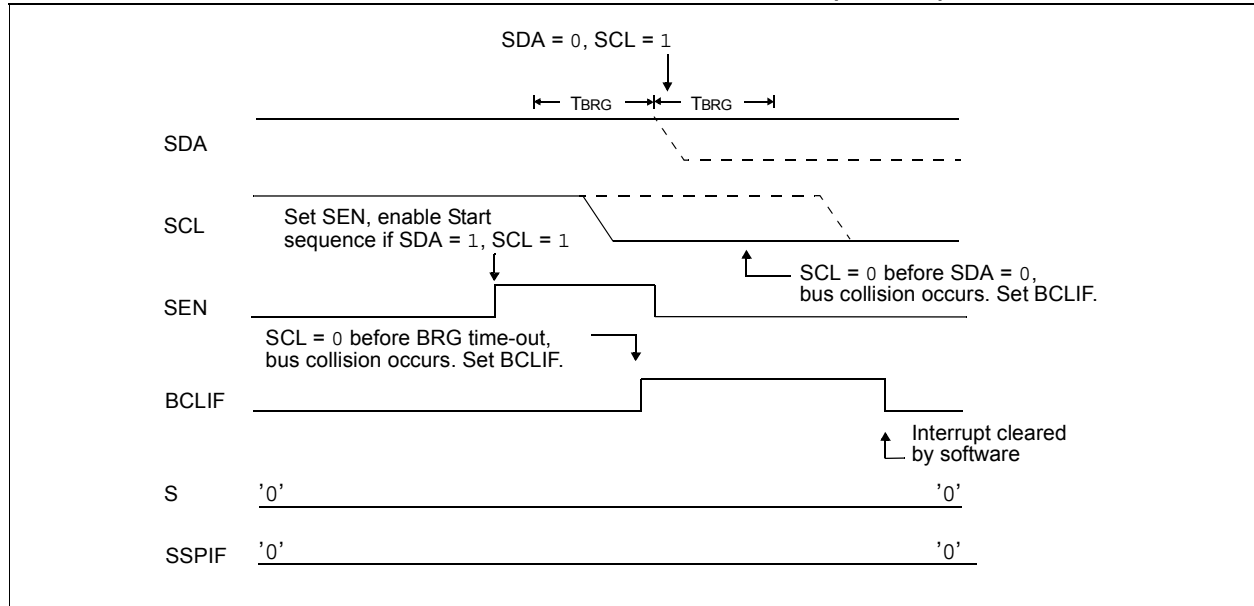 SDA = 0, SCL = 1
TBRG TBRG
SDA
SCL
Set SEN, enable Start
sequence if SDA = 1, SCL = 1
SCL = 0 before SDA = 0,
bus collision occurs. Set BCLIF.
SEN
SCL = 0 before BRG time-out,
bus collision occurs. Set BCLIF.
BCLIF
Interrupt cleared
by software
S '0' '0'
SSPIF '0' '0'